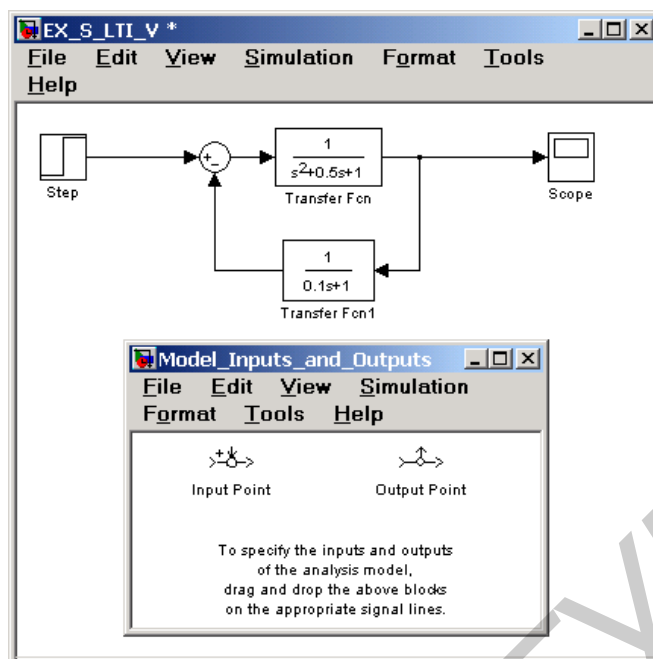 EX_S_LTI_V *
File Edit View Simulation Format Tools
Help
Step
+
-
1
s²+0.5s+1
Transfer Fcn
Scope
1
0.1s+1
Transfer Fcn1
Model_Inputs_and_Outputs
File Edit View Simulation
Format Tools Help
+
Input Point Output Point
To specify the inputs and outputs
of the analysis model,
drag and drop the above blocks
on the appropriate signal lines.